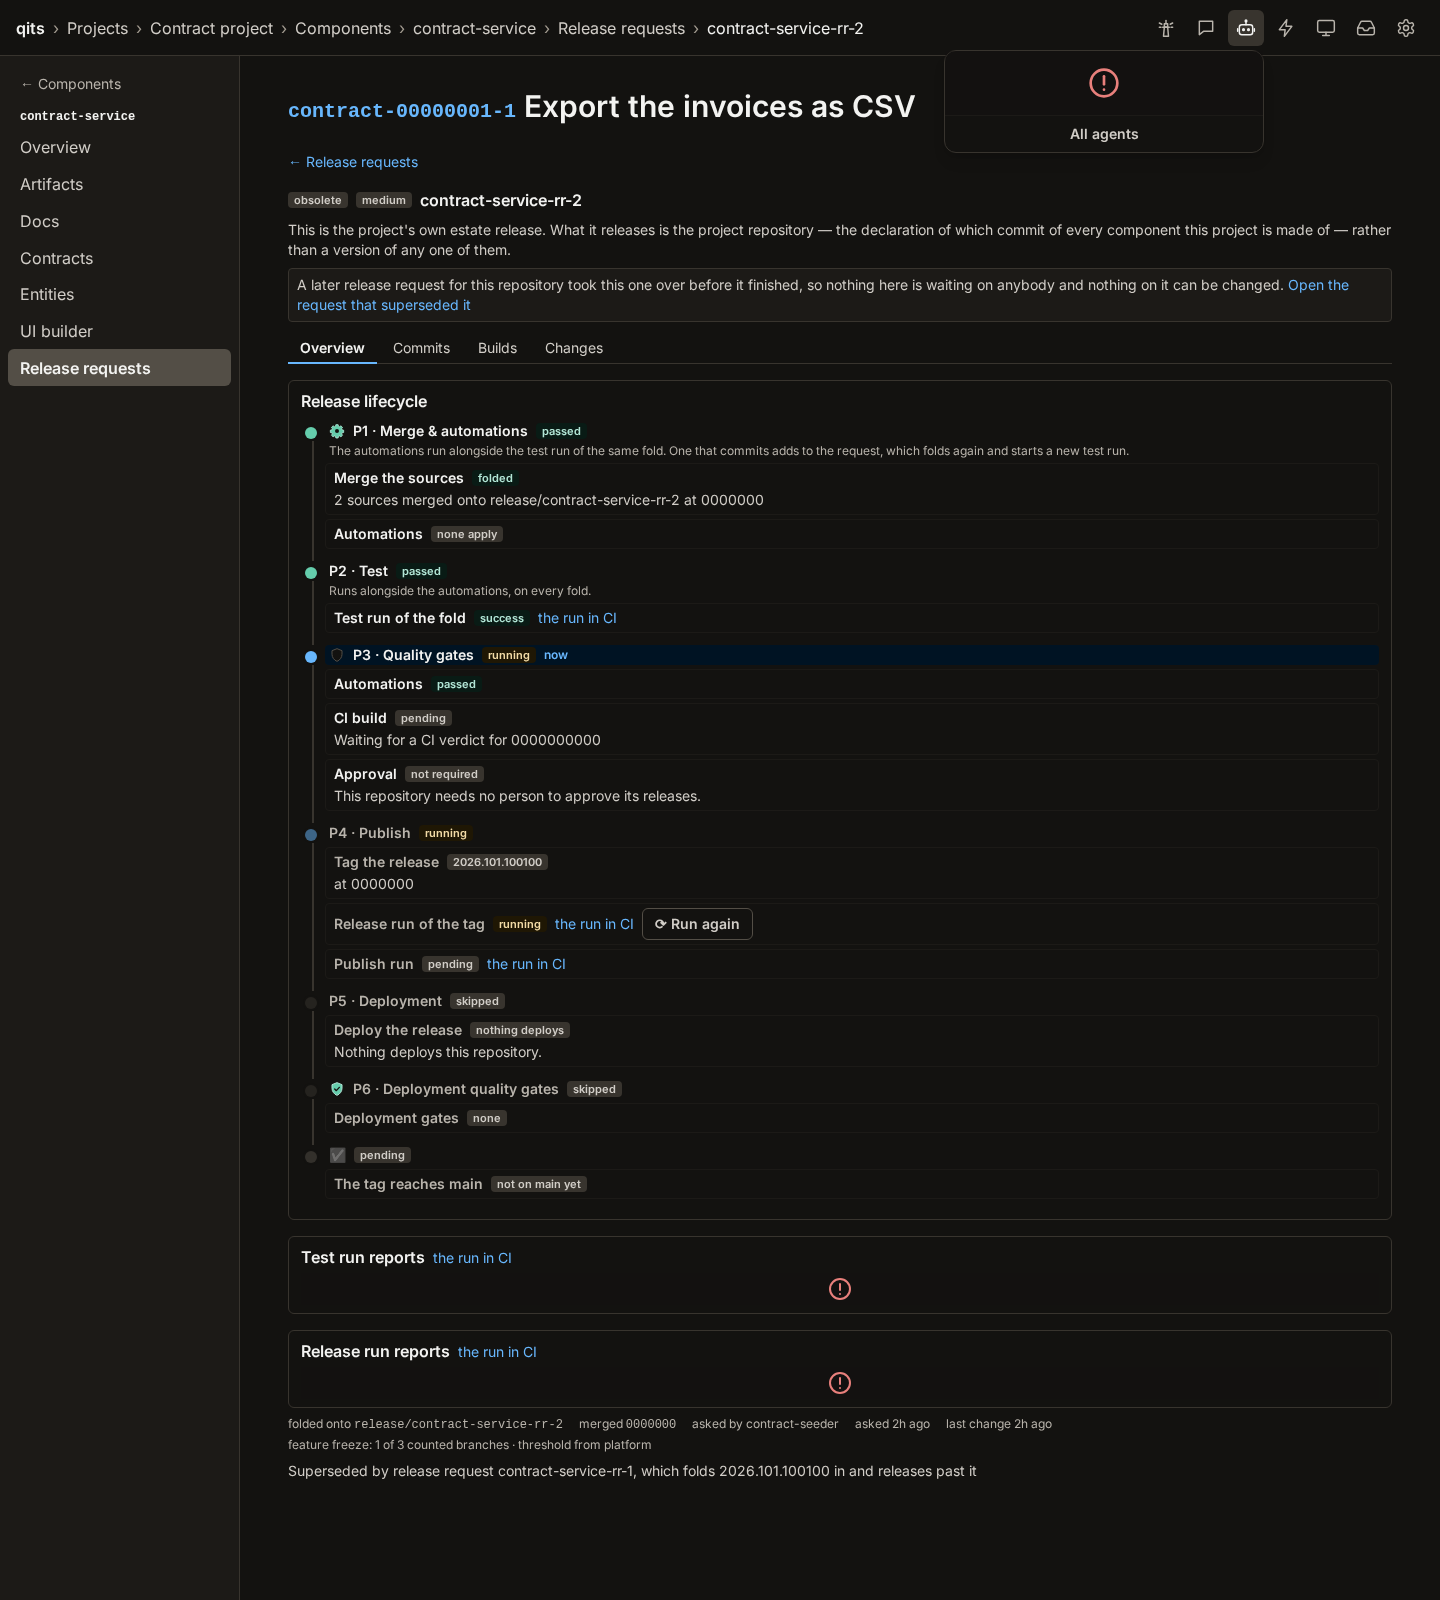 qits › Projects › Contract project › Components › contract-service › Release requests › contract-service-rr-2
All agents
← Components
contract-service
Overview
Artifacts
Docs
Contracts
Entities
UI builder
Release requests
contract-00000001-1 Export the invoices as CSV
← Release requests
obsolete medium contract-service-rr-2
This is the project's own estate release. What it releases is the project repository — the declaration of which commit of every component this project is made of — rather
than a version of any one of them.
A later release request for this repository took this one over before it finished, so nothing here is waiting on anybody and nothing on it can be changed. Open the
request that superseded it
Overview Commits Builds Changes
Release lifecycle
P1 · Merge & automations passed
The automations run alongside the test run of the same fold. One that commits adds to the request, which folds again and starts a new test run.
Merge the sources folded
2 sources merged onto release/contract-service-rr-2 at 0000000
Automations none apply
P2 · Test passed
Runs alongside the automations, on every fold.
Test run of the fold success the run in CI
P3 · Quality gates running now
Automations passed
CI build pending
Waiting for a CI verdict for 0000000000
Approval not required
This repository needs no person to approve its releases.
P4 · Publish running
Tag the release 2026.101.100100
at 0000000
Release run of the tag running the run in CI ⟳ Run again
Publish run pending the run in CI
P5 · Deployment skipped
Deploy the release nothing deploys
Nothing deploys this repository.
P6 · Deployment quality gates skipped
Deployment gates none
pending
The tag reaches main not on main yet
Test run reports the run in CI
Release run reports the run in CI
folded onto release/contract-service-rr-2 merged 0000000 asked by contract-seeder asked 2h ago last change 2h ago
feature freeze: 1 of 3 counted branches · threshold from platform
Superseded by release request contract-service-rr-1, which folds 2026.101.100100 in and releases past it